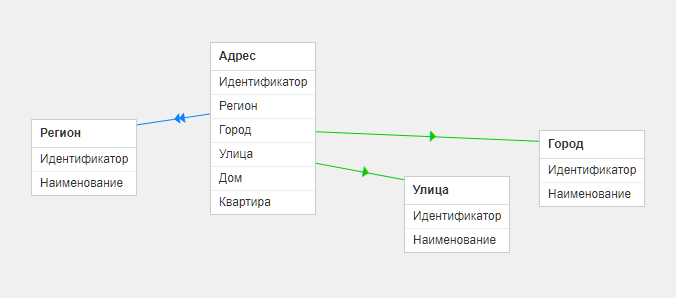 Адрес
Идентификатор
Регион
Город
Улица
Дом
Квартира
Регион
Идентификатор
Наименование
Улица
Идентификатор
Наименование
Город
Идентификатор
Наименование